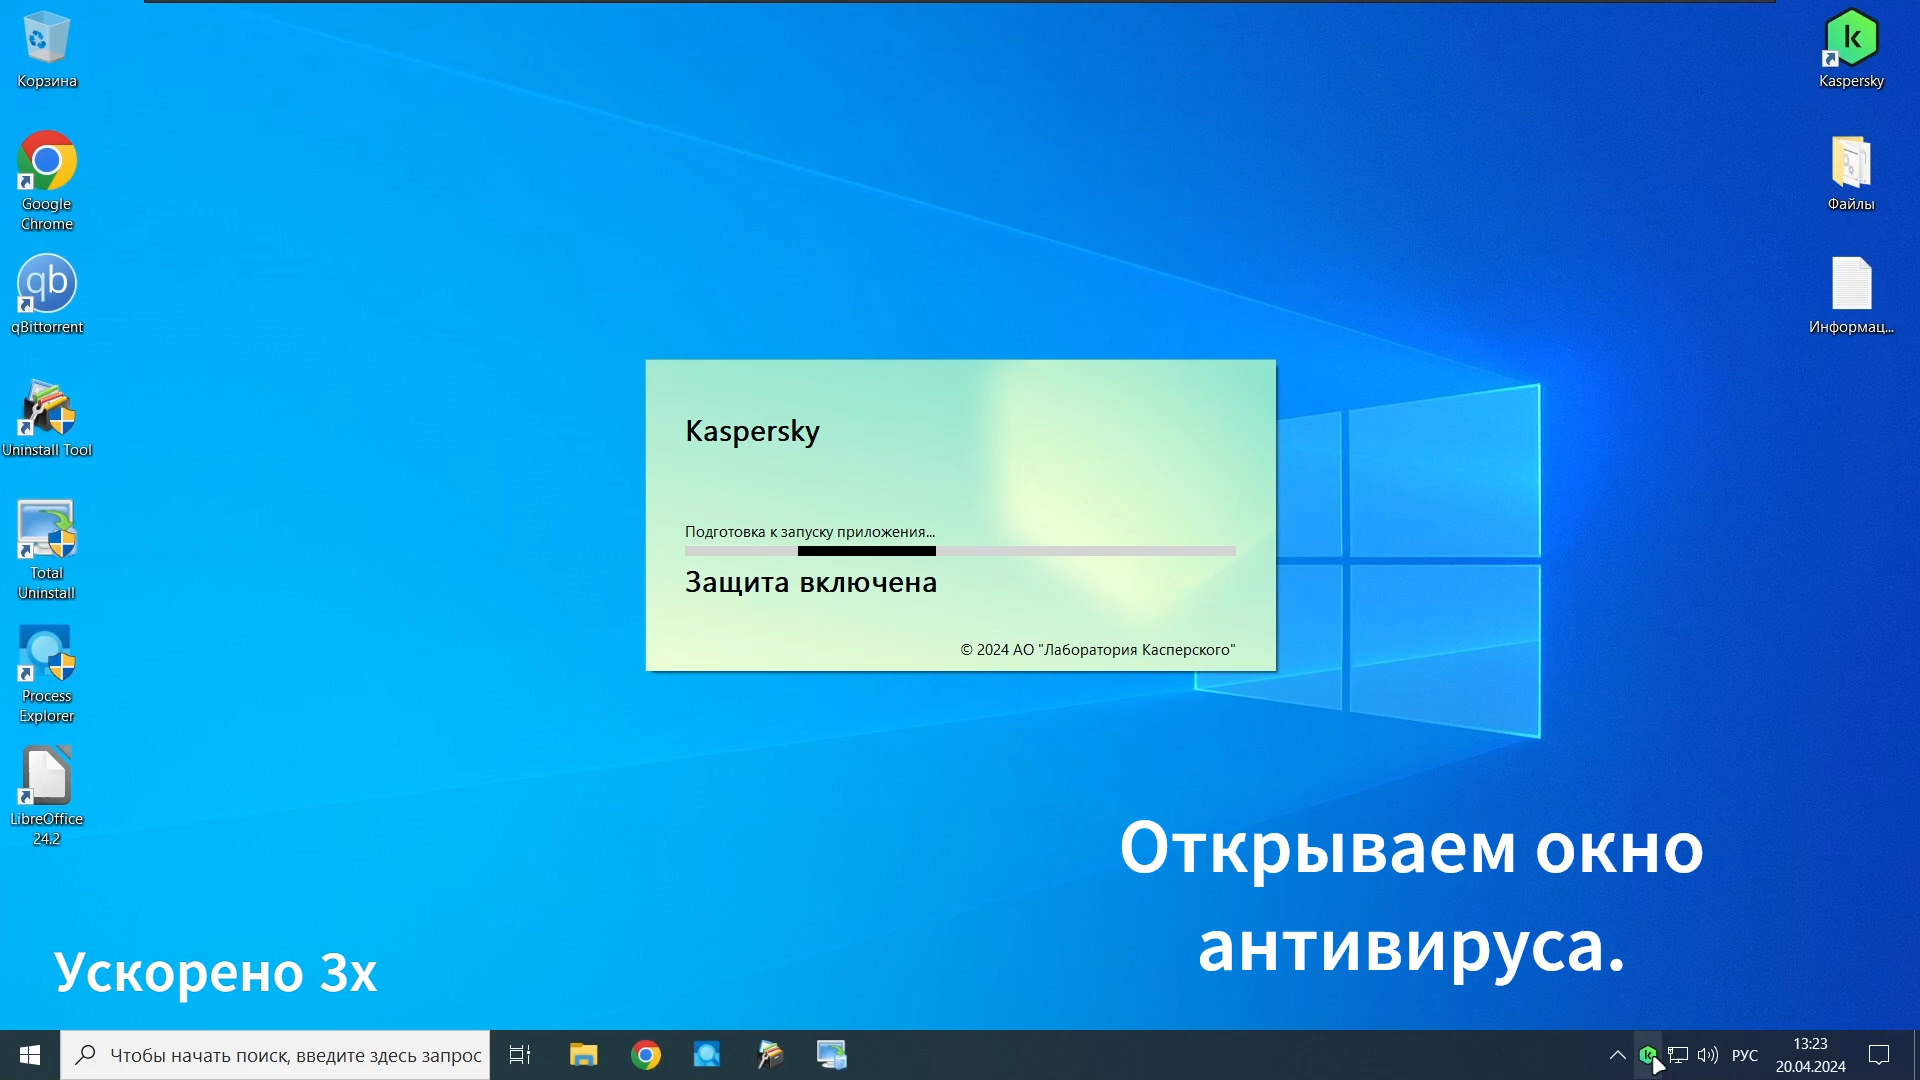 Корзина
Google
Chrome
qb
qBittorrent
Uninstall Tool
Total
Uninstall
Process
Explorer
LibreOffice
24.2
Kaspersky
Файлы
Информац...
Kaspersky
Подготовка к запуску приложения...
Защита включена
© 2024 АО "Лаборатория Касперского"
Открываем окно
антивируса.
Ускорено 3x
Чтобы начать поиск, введите здесь запрос
РУС
13:23
20.04.2024